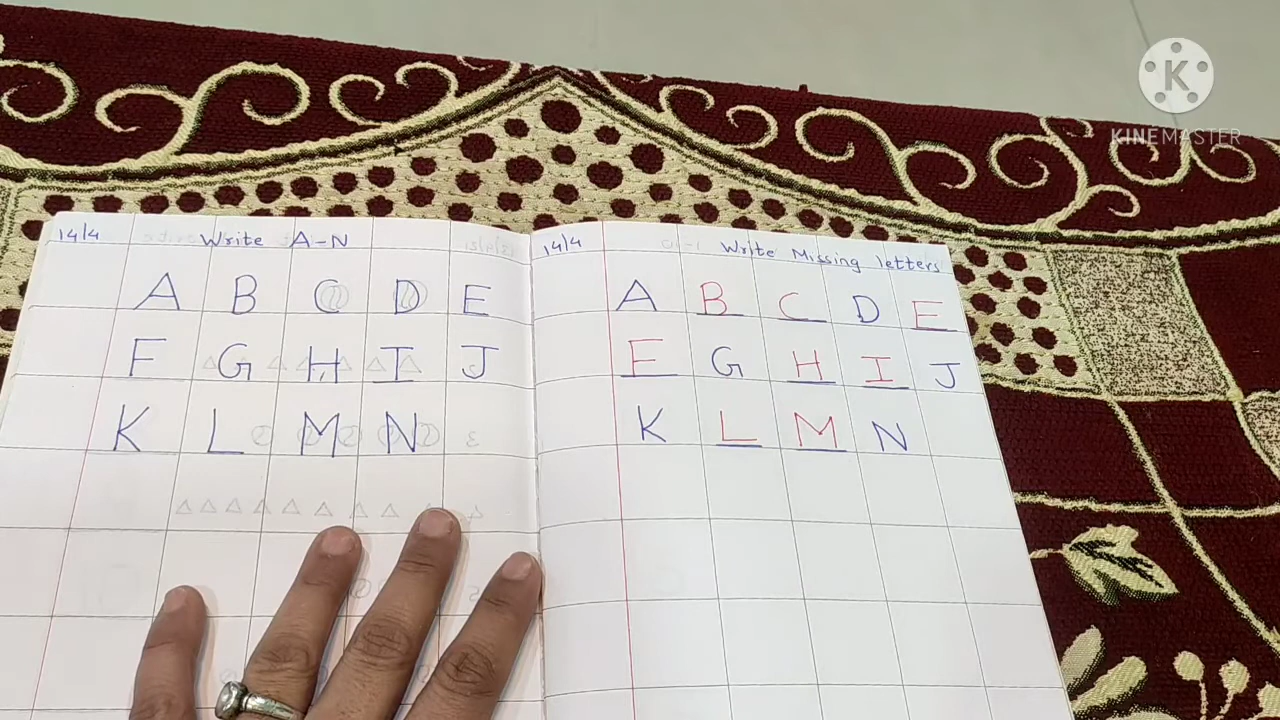 KINEMASTER
14/4 Write A-N
A B C D E
F G H I J
K L M N
14/4 Write Missing letters
A B C D E
F G H I J
K L M N